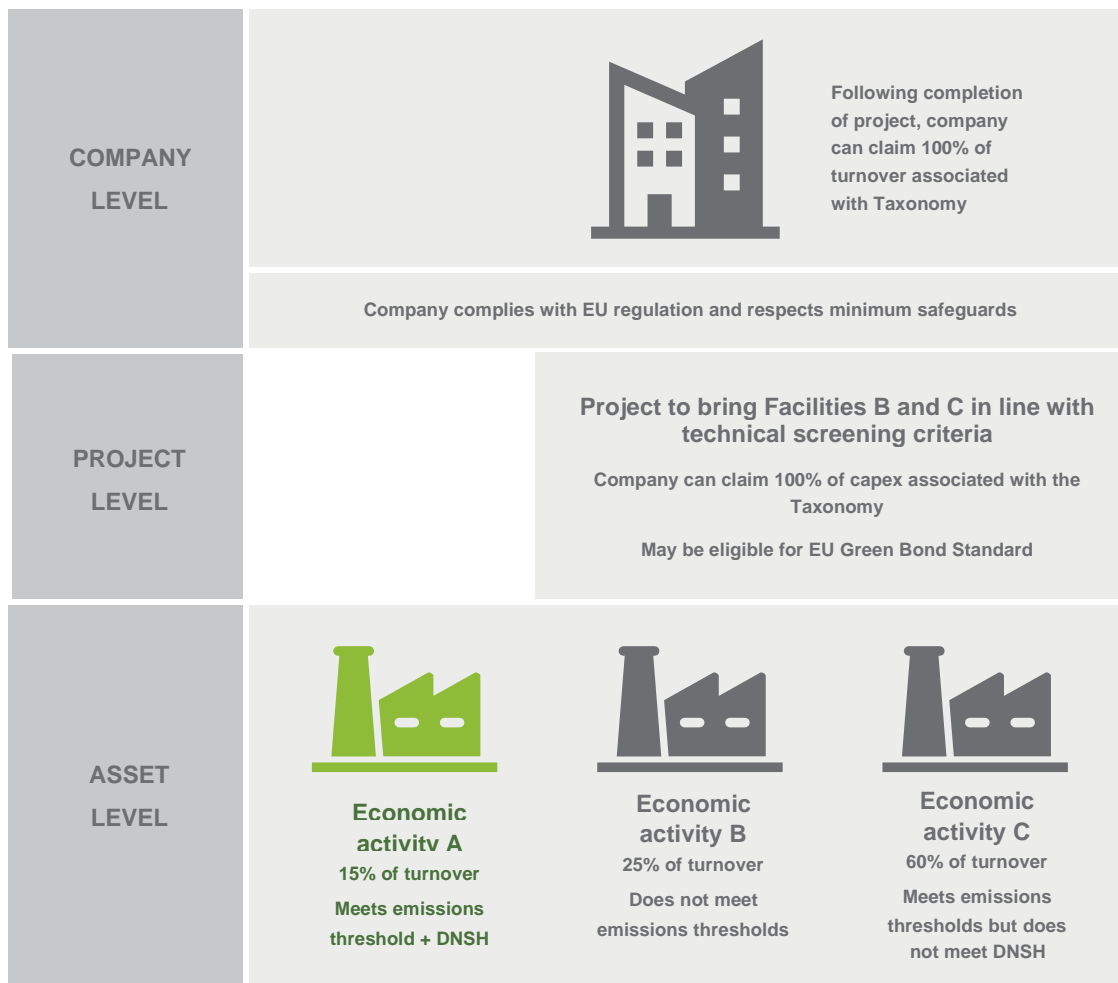 COMPANY
LEVEL
Following completion
of project, company
can claim 100% of
turnover associated
with Taxonomy
Company complies with EU regulation and respects minimum safeguards
PROJECT
LEVEL
Project to bring Facilities B and C in line with
technical screening criteria
Company can claim 100% of capex associated with the
Taxonomy
May be eligible for EU Green Bond Standard
ASSET
LEVEL
Economic
activity A
15% of turnover
Meets emissions
threshold + DNSH
Economic
activity B
25% of turnover
Does not meet
emissions thresholds
Economic
activity C
60% of turnover
Meets emissions
thresholds but does
not meet DNSH